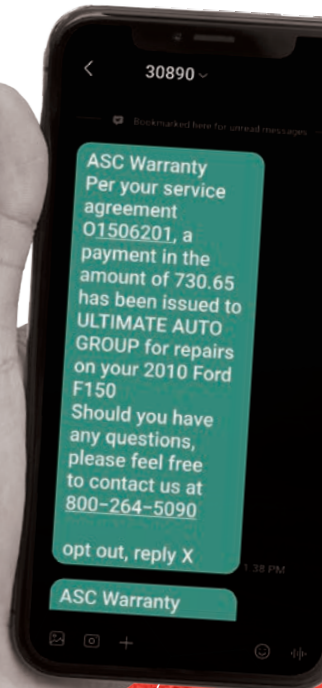 30890
Bookmarked here for unread messages
ASC Warranty
Per your service
agreement
O1506201, a
payment in the
amount of 730.65
has been issued to
ULTIMATE AUTO
GROUP for repairs
on your 2010 Ford
F150
Should you have
any questions,
please feel free
to contact us at
800-264-5090
opt out, reply X
1:38 PM
ASC Warranty